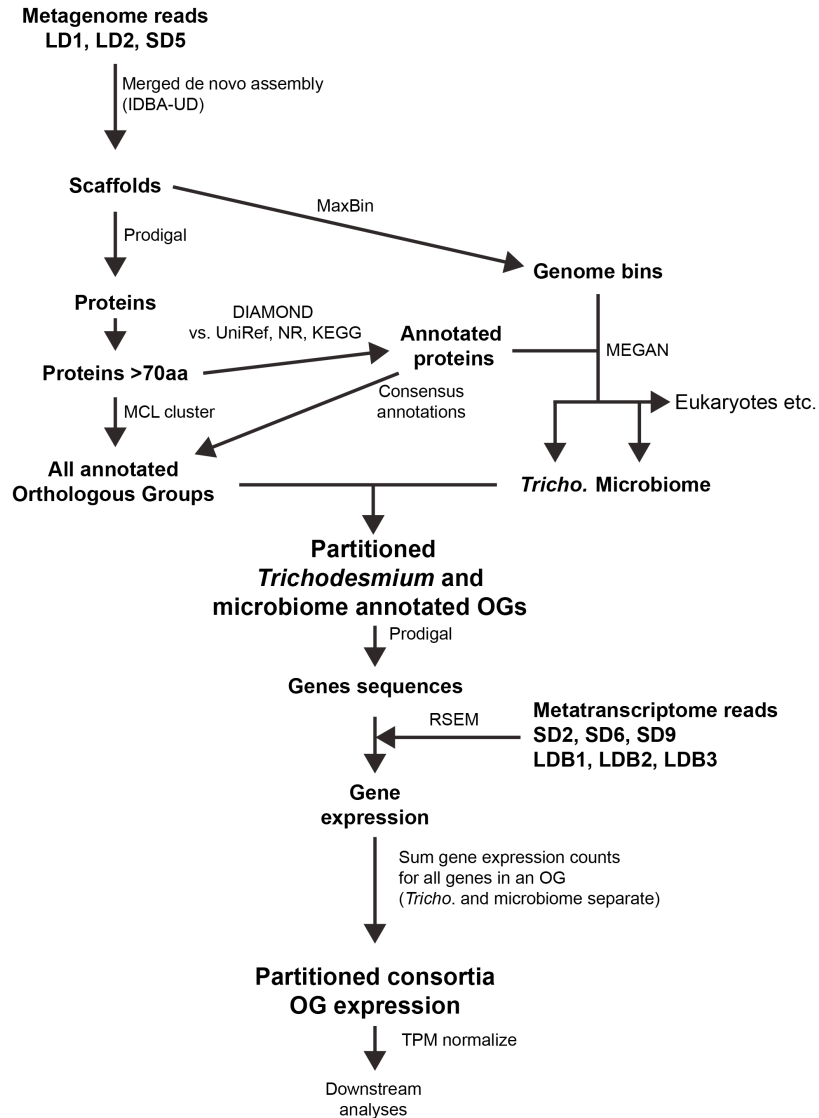 Metagenome reads
LD1, LD2, SD5
Merged de novo assembly
(IDBA-UD)
Scaffolds
MaxBin
Prodigal
Genome bins
Proteins
DIAMOND
vs. UniRef, NR, KEGG
Annotated
proteins
MEGAN
Proteins >70aa
Consensus
annotations
MCL cluster
Eukaryotes etc.
All annotated
Orthologous Groups
Tricho. Microbiome
Partitioned
Trichodesmium and
microbiome annotated OGs
Prodigal
Genes sequences
RSEM
Metatranscriptome reads
SD2, SD6, SD9
LDB1, LDB2, LDB3
Gene
expression
Sum gene expression counts
for all genes in an OG
(Tricho. and microbiome separate)
Partitioned consortia
OG expression
TPM normalize
Downstream
analyses